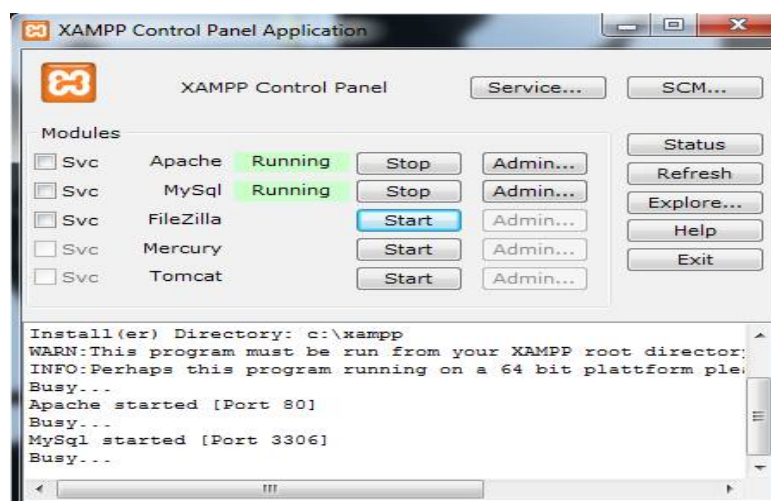 XAMPP Control Panel Application
XAMPP Control Panel Service... SCM...
Modules
Svc Apache Running Stop Admin...
Svc MySql Running Stop Admin...
Svc FileZilla Start Admin...
Svc Mercury Start Admin...
Svc Tomcat Start Admin...
Status
Refresh
Explore...
Help
Exit
Install(er) Directory: c:\xampp
WARN:This program must be run from your XAMPP root
INFO:Perhaps this program running on a 64 bit plattform
Busy...
Apache started [Port 80]
Busy...
MySql started [Port 3306]
Busy...